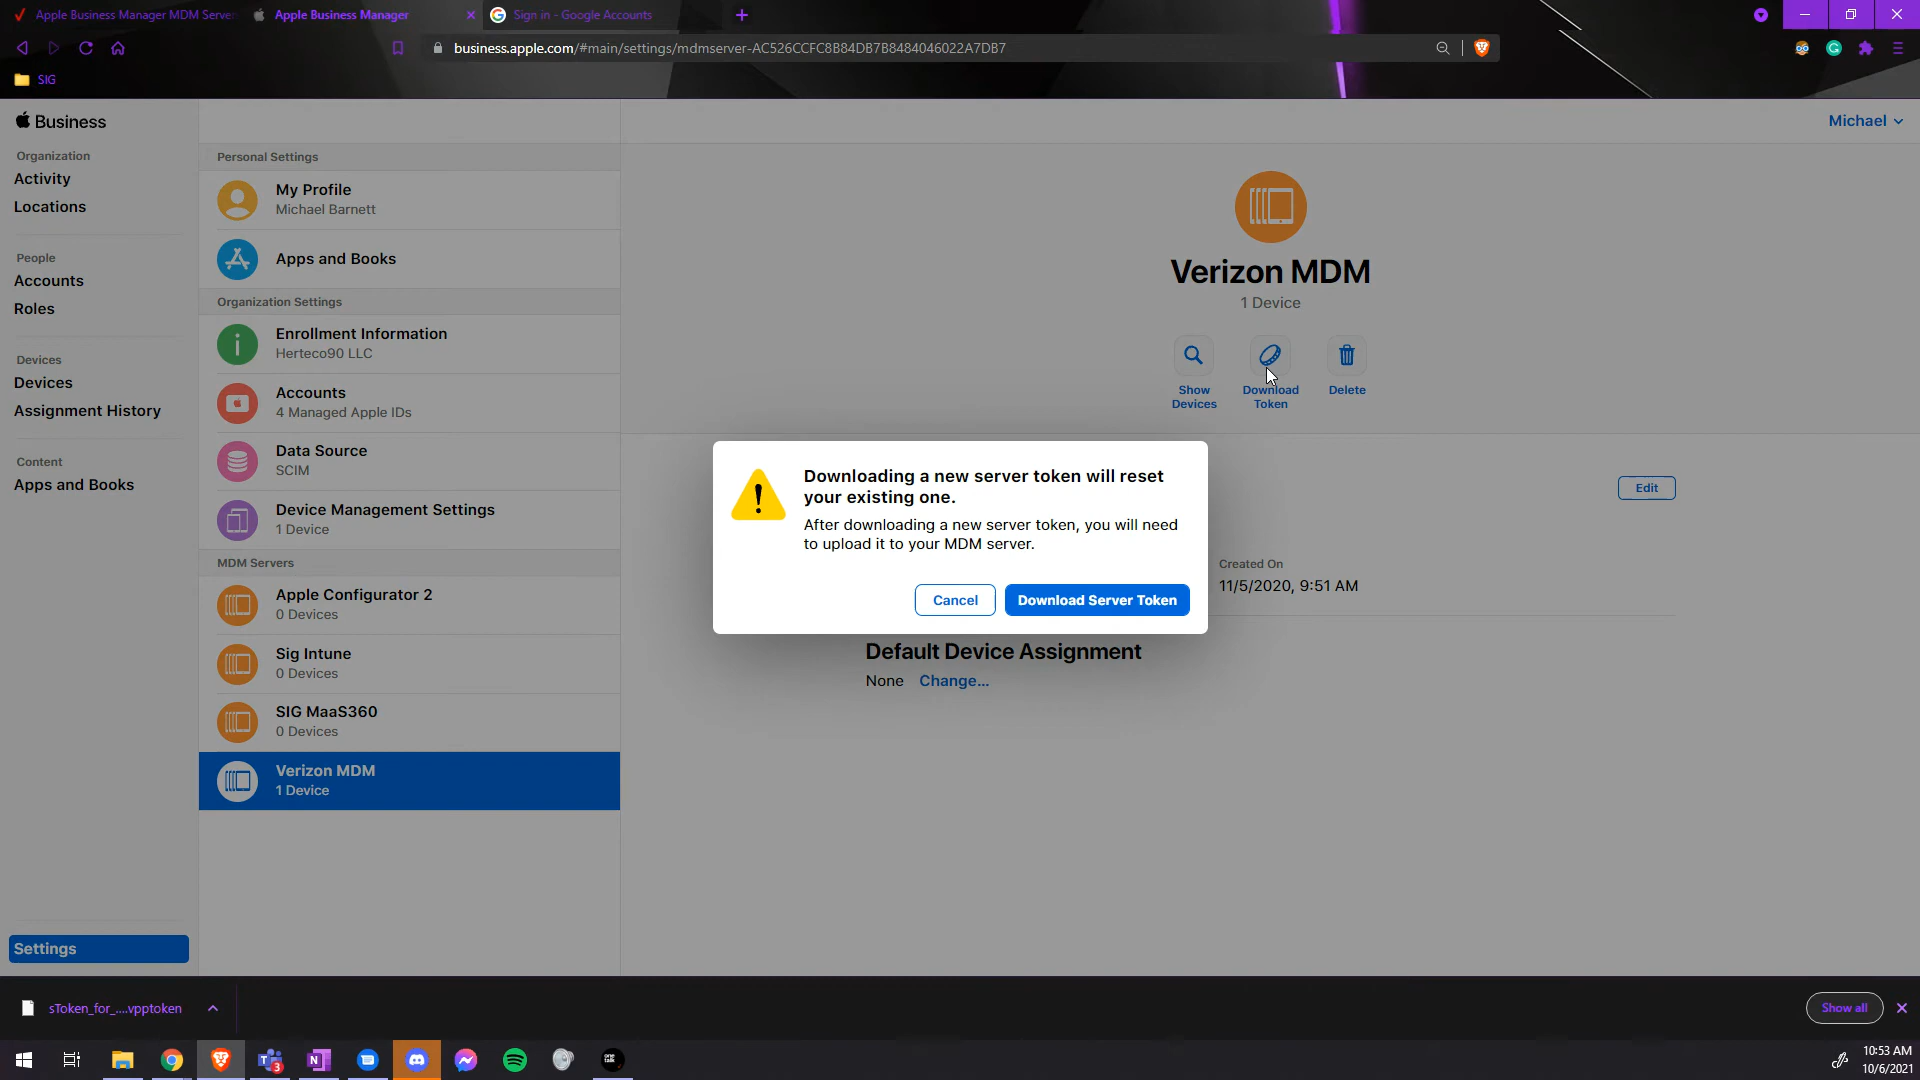 Apple Business Manager MDM Serve
Apple Business Manager
Sign in - Google Accounts
business.apple.com/#main/settings/mdmserver-AC526CCFC8B84DB7B8484046022A7DB7
SIG
Business
Organization
Activity
Locations
People
Accounts
Roles
Devices
Devices
Assignment History
Content
Apps and Books
Settings
Personal Settings
My Profile
Michael Barnett
Apps and Books
Organization Settings
Enrollment Information
Herteco90 LLC
Accounts
4 Managed Apple IDs
Data Source
SCIM
Device Management Settings
1 Device
MDM Servers
Apple Configurator 2
0 Devices
Sig Intune
0 Devices
SIG MaaS360
0 Devices
Verizon MDM
1 Device
Michael
Verizon MDM
1 Device
Show
Devices
Download
Token
Delete
Edit
Downloading a new server token will reset
your existing one.
After downloading a new server token, you will need
to upload it to your MDM server.
Cancel
Download Server Token
Created On
11/5/2020, 9:51 AM
Default Device Assignment
None Change...
sToken_for_....vpptoken
Show all
3
one
talk
10:53 AM
10/6/2021